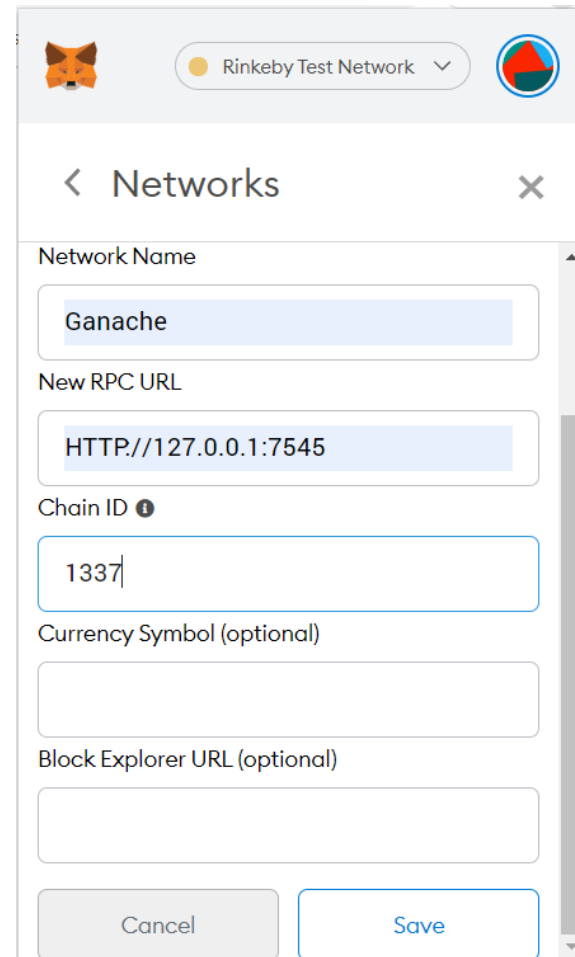 Rinkeby Test Network
Networks
Network Name
Ganache
New RPC URL
HTTP://127.0.0.1:7545
Chain ID
1337
Currency Symbol (optional)
Block Explorer URL (optional)
Cancel
Save